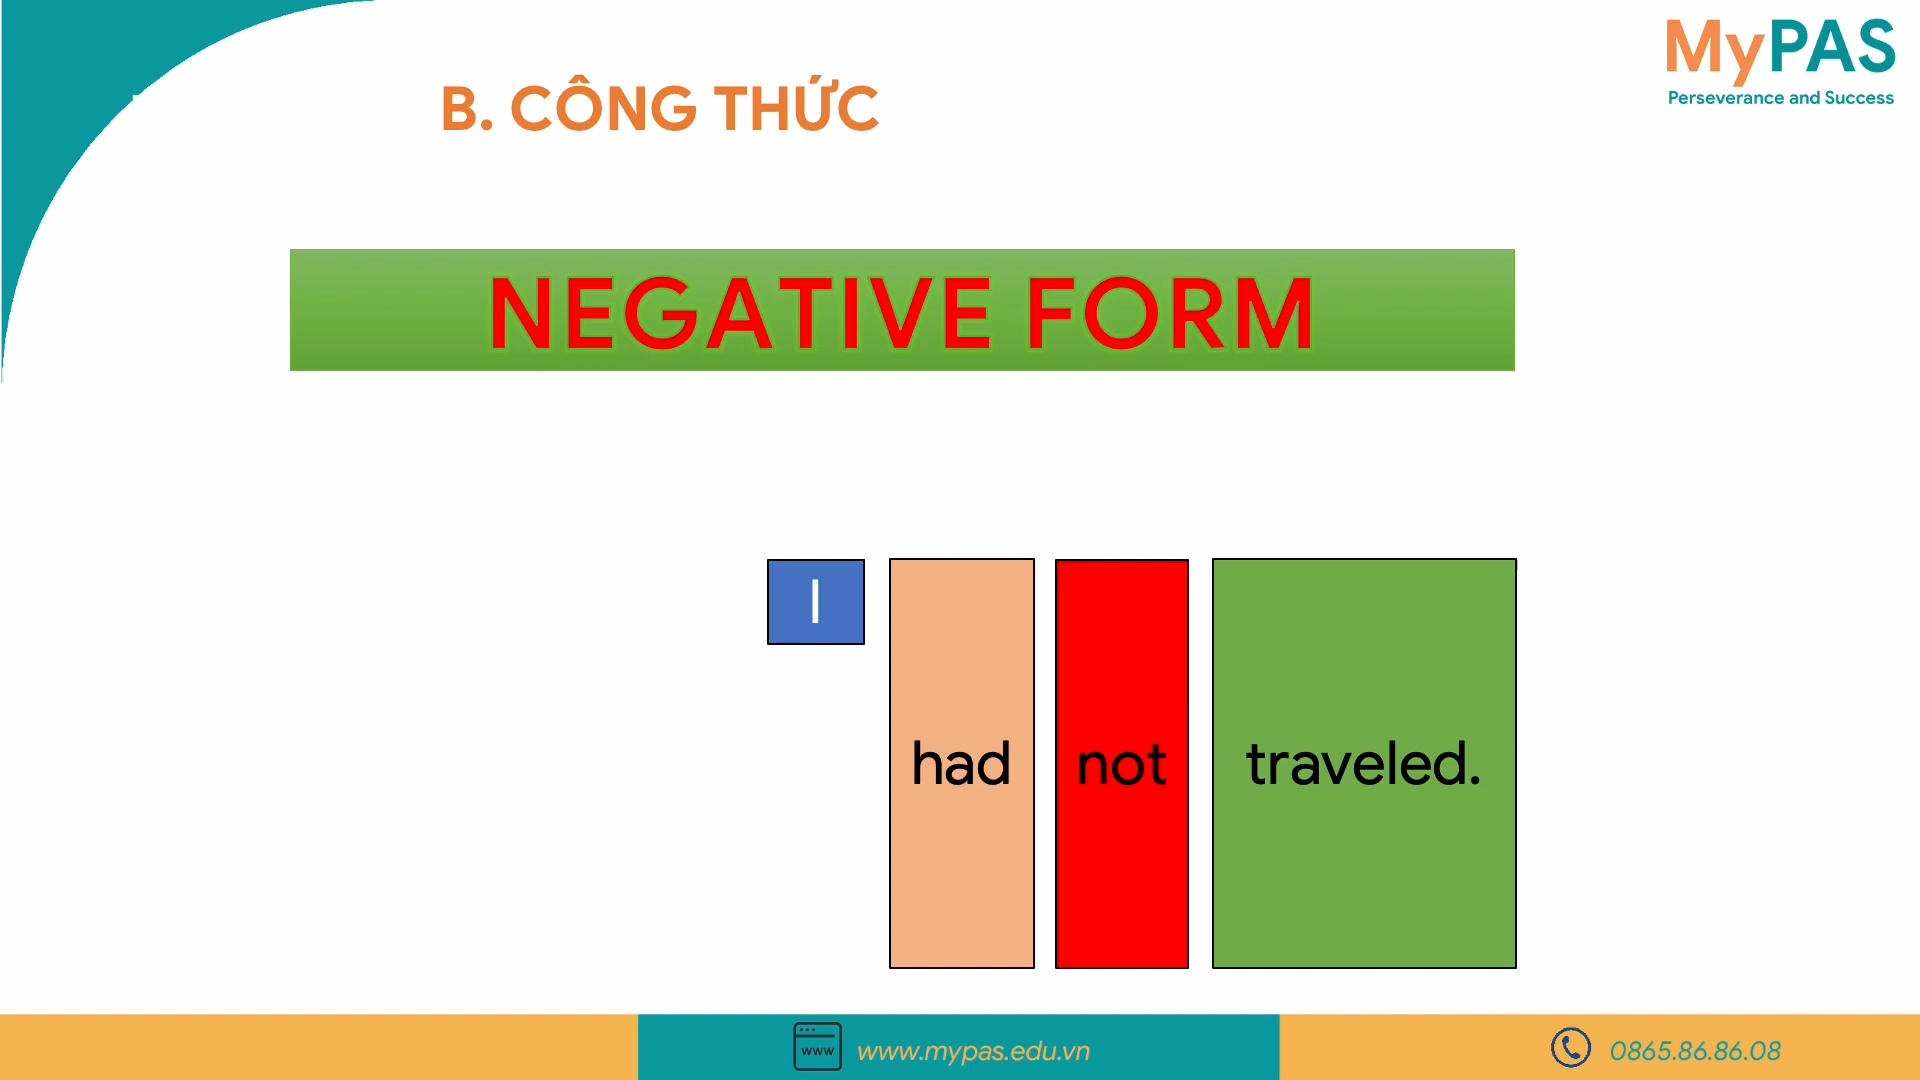 MyPAS
Perseverance and Success
B. CÔNG THỨC
NEGATIVE FORM
I
had not traveled.
www www.mypas.edu.vn
0865.86.86.08